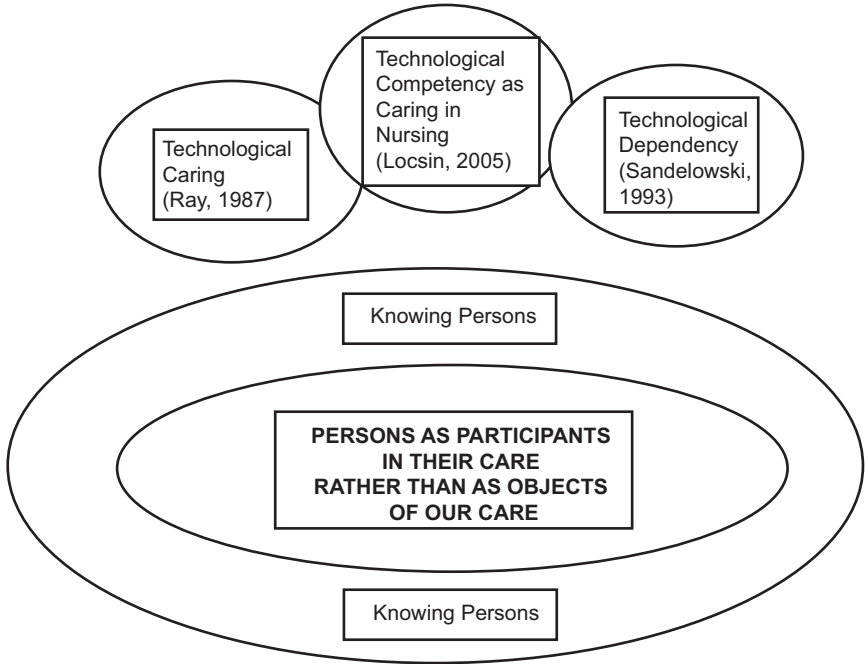 Technological
Caring
(Ray, 1987)
Technological
Competency as
Caring in
Nursing
(Locsin, 2005)
Technological
Dependency
(Sandelowski,
1993)
Knowing Persons
PERSONS AS PARTICIPANTS
IN THEIR CARE
RATHER THAN AS OBJECTS
OF OUR CARE
Knowing Persons